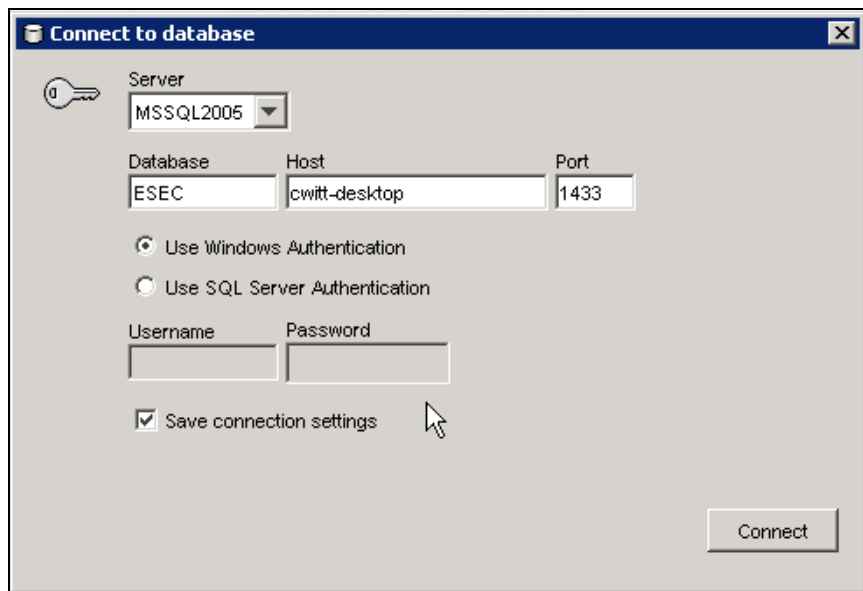 Connect to database
Server
MSSQL2005
Database Host Port
ESEC cwitt-desktop 1433
Use Windows Authentication
Use SQL Server Authentication
Username Password
Save connection settings
Connect